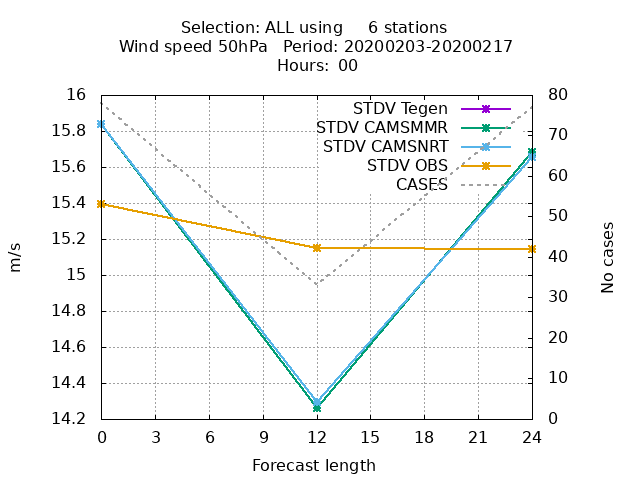 Selection: ALL using     6 stations
Wind speed 50hPa   Period: 20200203-20200217
Hours: 00
16
15.8
15.6
15.4
15.2
15
14.8
14.6
14.4
14.2
m/s
STDV Tegen
STDV CAMSMMR
STDV CAMSNRT
STDV OBS
CASES
80
70
60
50
40
30
20
10
0
No cases
0 3 6 9 12 15 18 21 24
Forecast length